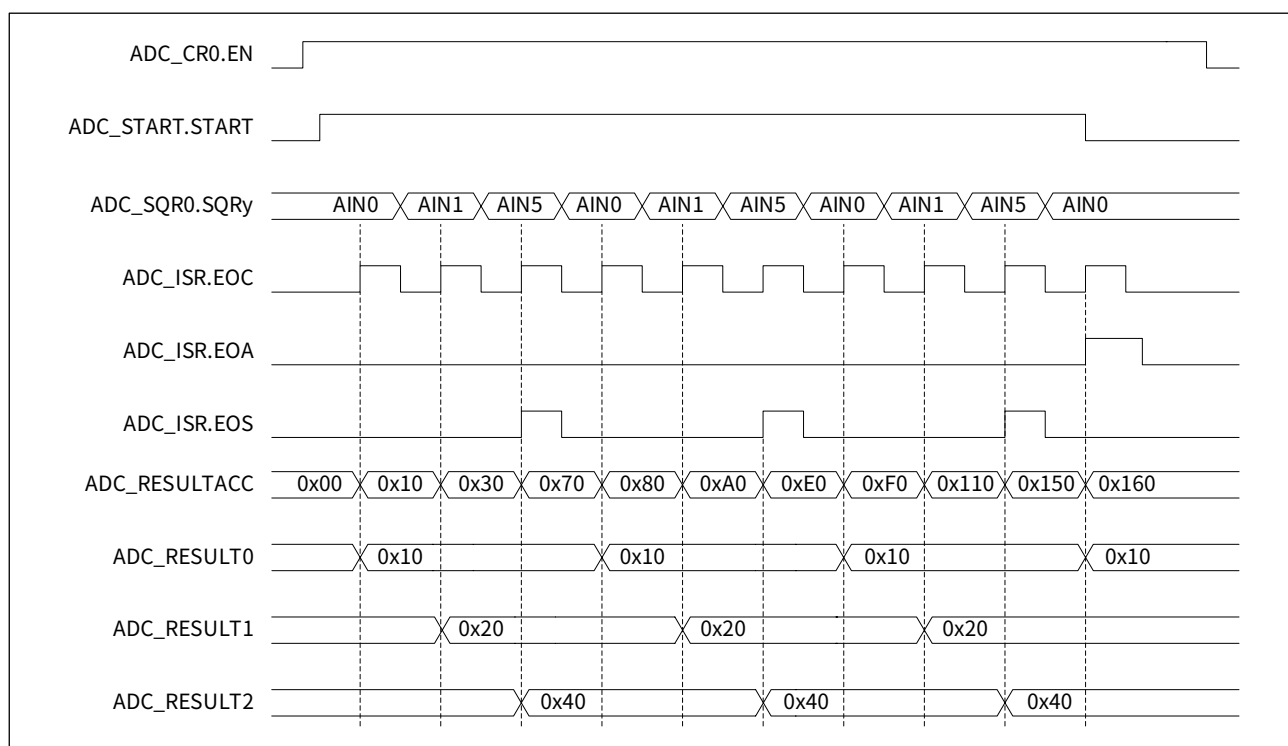 ADC_CR0.EN
ADC_START.START
ADC_SQR0.SQRy AIN0 AIN1 AIN5 AIN0 AIN1 AIN5 AIN0 AIN1 AIN5 AIN0
ADC_ISR.EOC
ADC_ISR.EOA
ADC_ISR.EOS
ADC_RESULTACC 0x00 0x10 0x30 0x70 0x80 0xA0 0xE0 0xF0 0x110 0x150 0x160
ADC_RESULT0 0x10 0x10 0x10 0x10
ADC_RESULT1 0x20 0x20 0x20
ADC_RESULT2 0x40 0x40 0x40